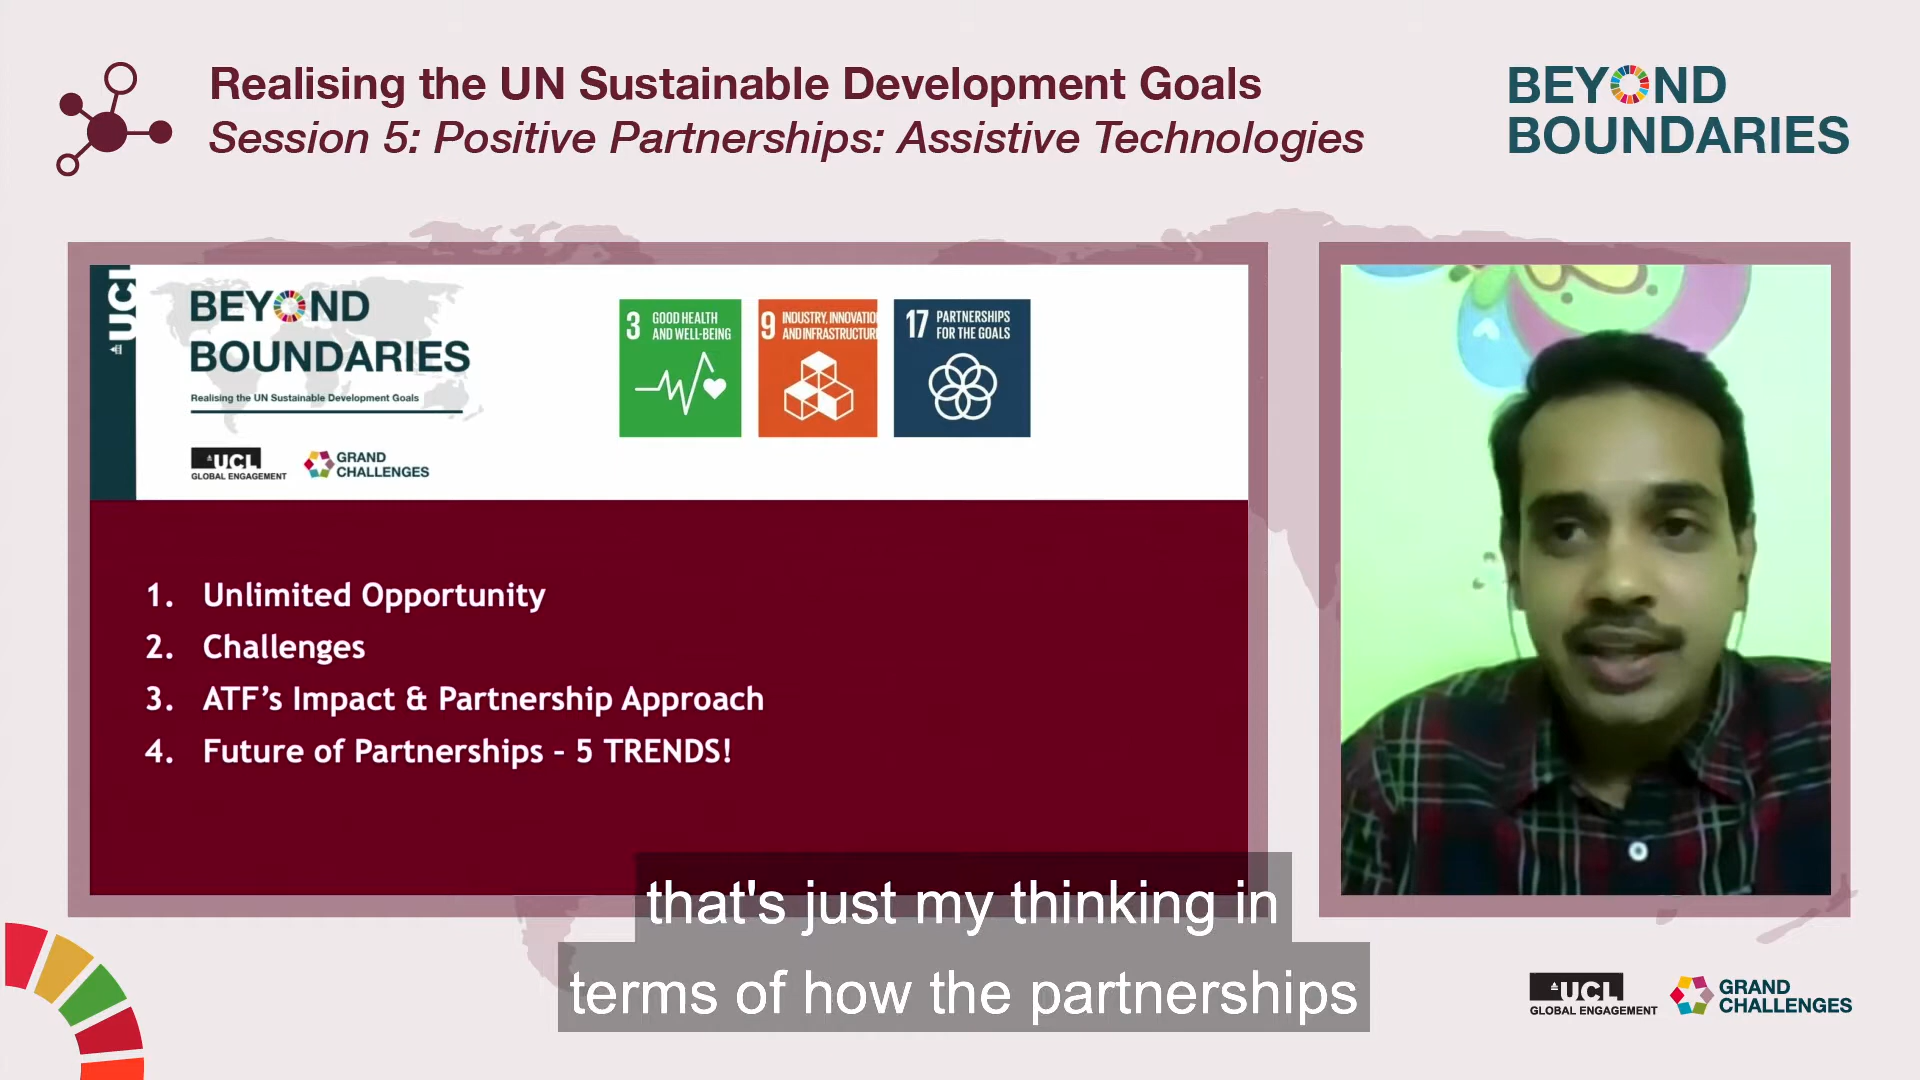 Realising the UN Sustainable Development Goals
Session 5: Positive Partnerships: Assistive Technologies
BEYOND
BOUNDARIES
UCL
BEYOND
BOUNDARIES
Realising the UN Sustainable Development Goals
UCL
GLOBAL ENGAGEMENT
GRAND
CHALLENGES
3 GOOD HEALTH
AND WELL-BEING
9 INDUSTRY, INNOVATION
AND INFRASTRUCTURE
17 PARTNERSHIPS
FOR THE GOALS
1. Unlimited Opportunity
2. Challenges
3. ATF's Impact & Partnership Approach
4. Future of Partnerships – 5 TRENDS!
that's just my thinking in
terms of how the partnerships
UCL
GLOBAL ENGAGEMENT
GRAND
CHALLENGES